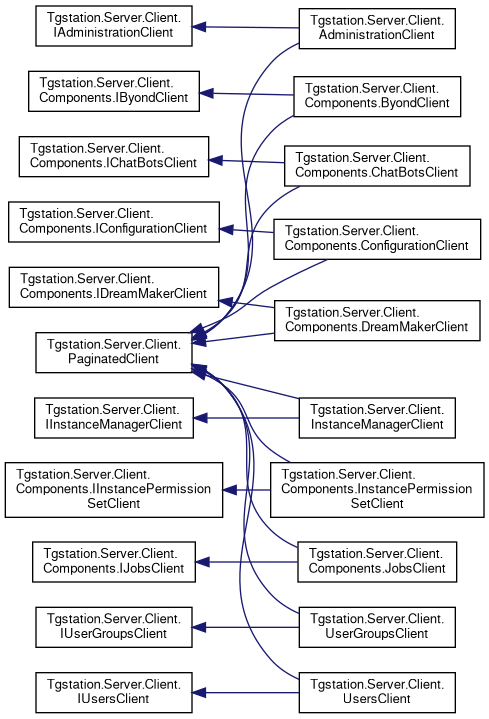 Tgstation.Server.Client.
IAdministrationClient
Tgstation.Server.Client.
AdministrationClient
Tgstation.Server.Client.
Components.IByondClient
Tgstation.Server.Client.
Components.ByondClient
Tgstation.Server.Client.
Components.IChatBotsClient
Tgstation.Server.Client.
Components.ChatBotsClient
Tgstation.Server.Client.
Components.IConfigurationClient
Tgstation.Server.Client.
Components.ConfigurationClient
Tgstation.Server.Client.
Components.IDreamMakerClient
Tgstation.Server.Client.
Components.DreamMakerClient
Tgstation.Server.Client.
PaginatedClient
Tgstation.Server.Client.
IInstanceManagerClient
Tgstation.Server.Client.
InstanceManagerClient
Tgstation.Server.Client.
Components.IInstancePermission
SetClient
Tgstation.Server.Client.
Components.InstancePermission
SetClient
Tgstation.Server.Client.
Components.IJobsClient
Tgstation.Server.Client.
Components.JobsClient
Tgstation.Server.Client.
IUserGroupsClient
Tgstation.Server.Client.
UserGroupsClient
Tgstation.Server.Client.
IUsersClient
Tgstation.Server.Client.
UsersClient